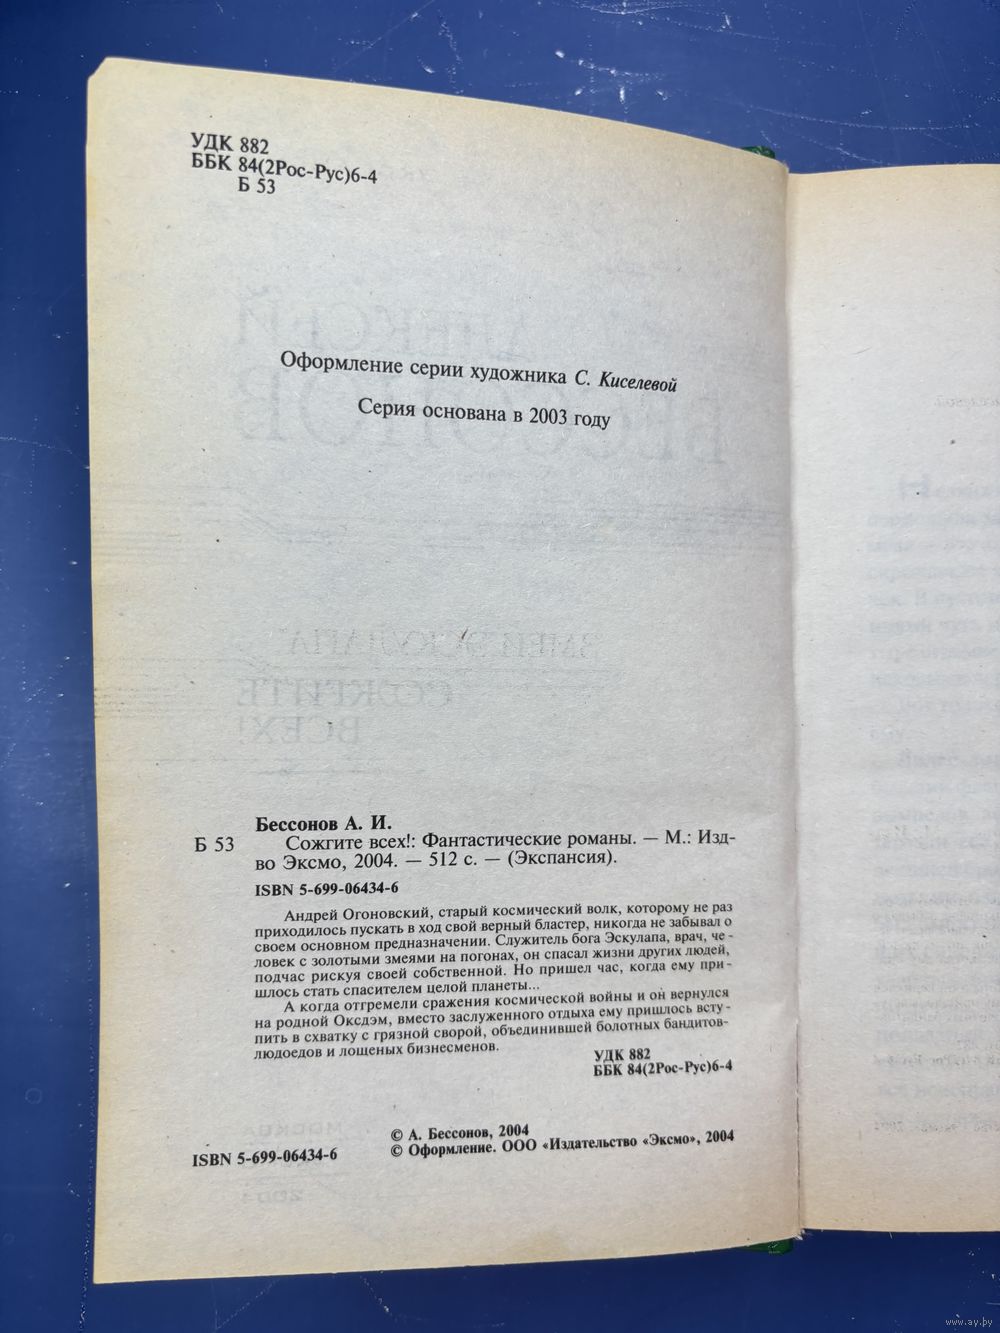 УДК 882
ББК 84(2Рос-Рус)6-4
Б 53
Оформление серии художника С. Киселевой
Серия основана в 2003 году
Бессонов А. И.
Б 53 Сожгите всех!: Фантастические романы. — М.: Изд-
во Эксмо, 2004. — 512 с. — (Экспансия).
ISBN 5-699-06434-6
Андрей Огоновский, старый космический волк, которому не раз
приходилось пускать в ход свой верный бластер, никогда не забывал о
своем основном предназначении. Служитель бога Эскулапа, врач, че-
ловек с золотыми змеями на погонах, он спасал жизни других людей,
подчас рискуя своей собственной. Но пришел час, когда ему при-
шлось стать спасителем целой планеты...
А когда отгремели сражения космической войны и он вернулся
на родной Оксдэм, вместо заслуженного отдыха ему пришлось всту-
пить в схватку с грязной сворой, объединившей болотных бандитов-
людоедов и лощеных бизнесменов.
УДК 882
ББК 84(2Рос-Рус)6-4
© А. Бессонов, 2004
ISBN 5-699-06434-6 © Оформление. ООО «Издательство «Эксмо», 2004
www.ay.by